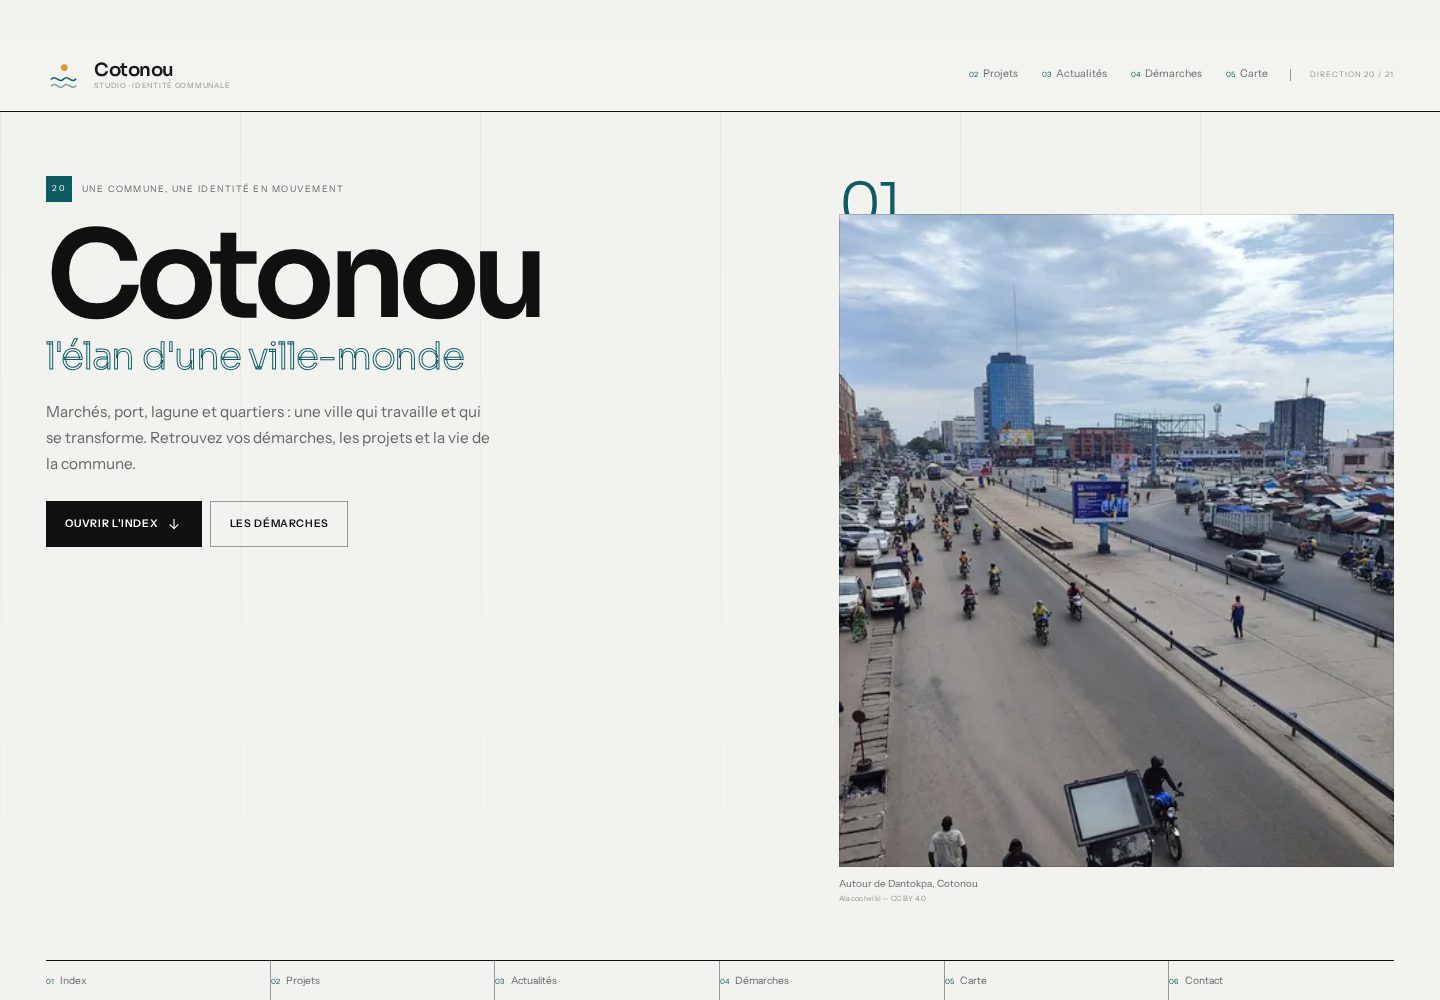 Cotonou
STUDIO · IDENTITÉ COMMUNALE
02 Projets
03 Actualités
04 Démarches
05 Carte
DIRECTION 20 / 21
20 UNE COMMUNE, UNE IDENTITÉ EN MOUVEMENT
Cotonou
l'élan d'une ville-monde
Marchés, port, lagune et quartiers : une ville qui travaille et qui
se transforme. Retrouvez vos démarches, les projets et la vie de
la commune.
OUVRIR L'INDEX ↓
LES DÉMARCHES
01
Autour de Dantokpa, Cotonou
Alacoolwiki — CC BY 4.0
01 Index
02 Projets
03 Actualités
04 Démarches
05 Carte
06 Contact